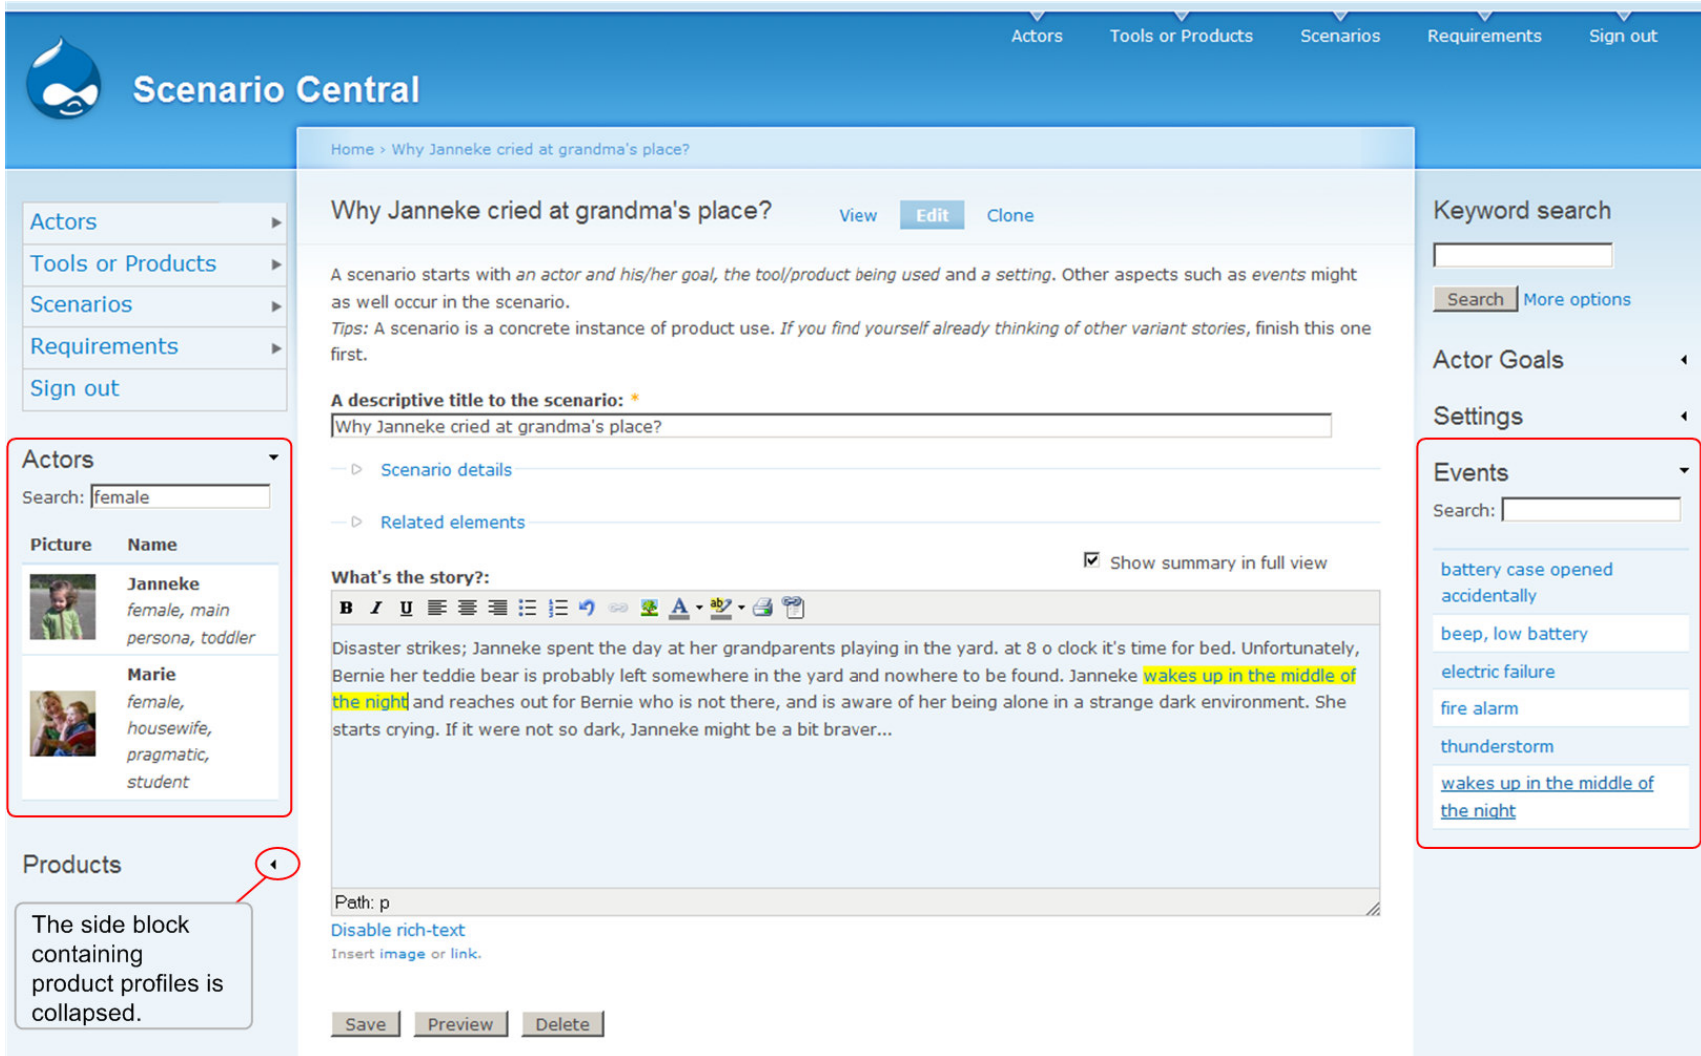 Actors
Tools or Products
Scenarios
Requirements
Sign out
Scenario Central
Home › Why Janneke cried at grandma's place?
Actors
Tools or Products
Scenarios
Requirements
Sign out
Actors
Search: female
Picture Name
Janneke
female, main
persona, toddler
Marie
female,
housewife,
pragmatic,
student
Products
The side block
containing
product profiles is
collapsed.
Why Janneke cried at grandma's place?
View Edit Clone
A scenario starts with an actor and his/her goal, the tool/product being used and a setting. Other aspects such as events might
as well occur in the scenario.
Tips: A scenario is a concrete instance of product use. If you find yourself already thinking of other variant stories, finish this one
first.
A descriptive title to the scenario: *
Why Janneke cried at grandma's place?
Scenario details
Related elements
Show summary in full view
What's the story?:
B I U A ab
Disaster strikes; Janneke spent the day at her grandparents playing in the yard. at 8 o clock it's time for bed. Unfortunately,
Bernie her teddie bear is probably left somewhere in the yard and nowhere to be found. Janneke wakes up in the middle of
the night and reaches out for Bernie who is not there, and is aware of her being alone in a strange dark environment. She
starts crying. If it were not so dark, Janneke might be a bit braver...
Path: p
Disable rich-text
Insert image or link.
Save Preview Delete
Keyword search
Search More options
Actor Goals
Settings
Events
Search:
battery case opened
accidentally
beep, low battery
electric failure
fire alarm
thunderstorm
wakes up in the middle of
the night